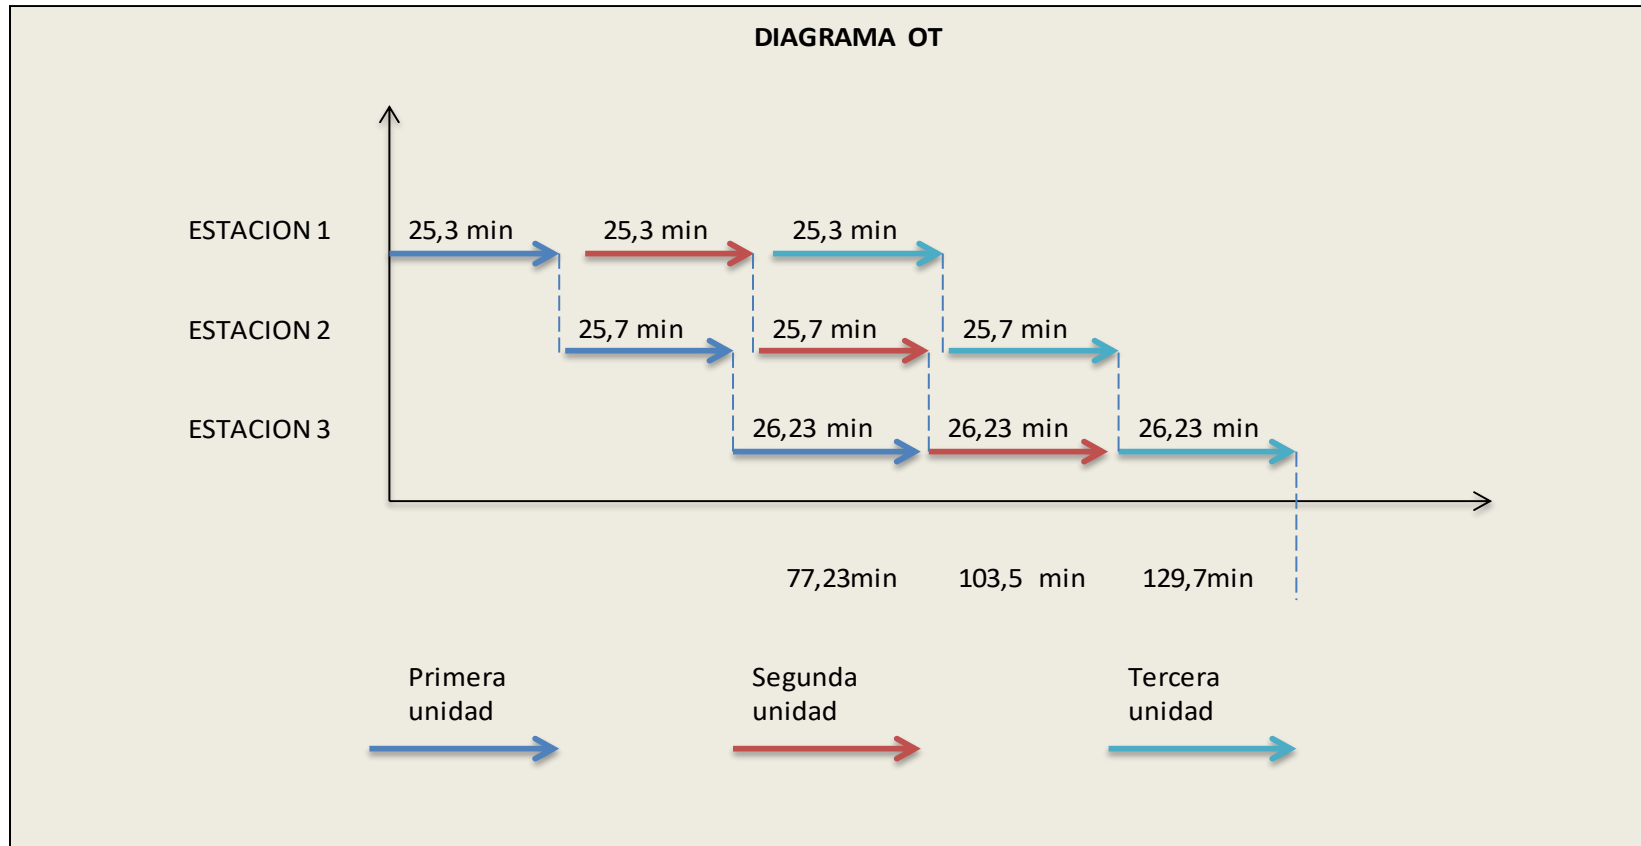 DIAGRAMA OT
ESTACION 1 25,3 min 25,3 min 25,3 min
ESTACION 2 25,7 min 25,7 min 25,7 min
ESTACION 3 26,23 min 26,23 min 26,23 min
77,23min 103,5 min 129,7min
Primera unidad
Segunda unidad
Tercera unidad